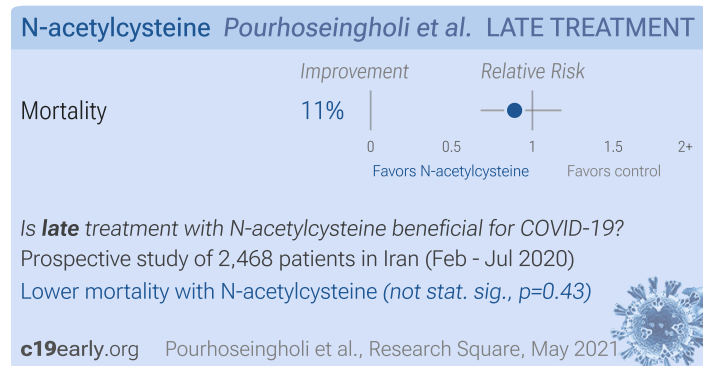 N-acetylcysteine Pourhoseingholi et al. LATE TREATMENT
Improvement Relative Risk
Mortality 11%
0 0.5 1 1.5 2+
Favors N-acetylcysteine Favors control
Is late treatment with N-acetylcysteine beneficial for COVID-19?
Prospective study of 2,468 patients in Iran (Feb - Jul 2020)
Lower mortality with N-acetylcysteine (not stat. sig., p=0.43)
c19early.org Pourhoseingholi et al., Research Square, May 2021